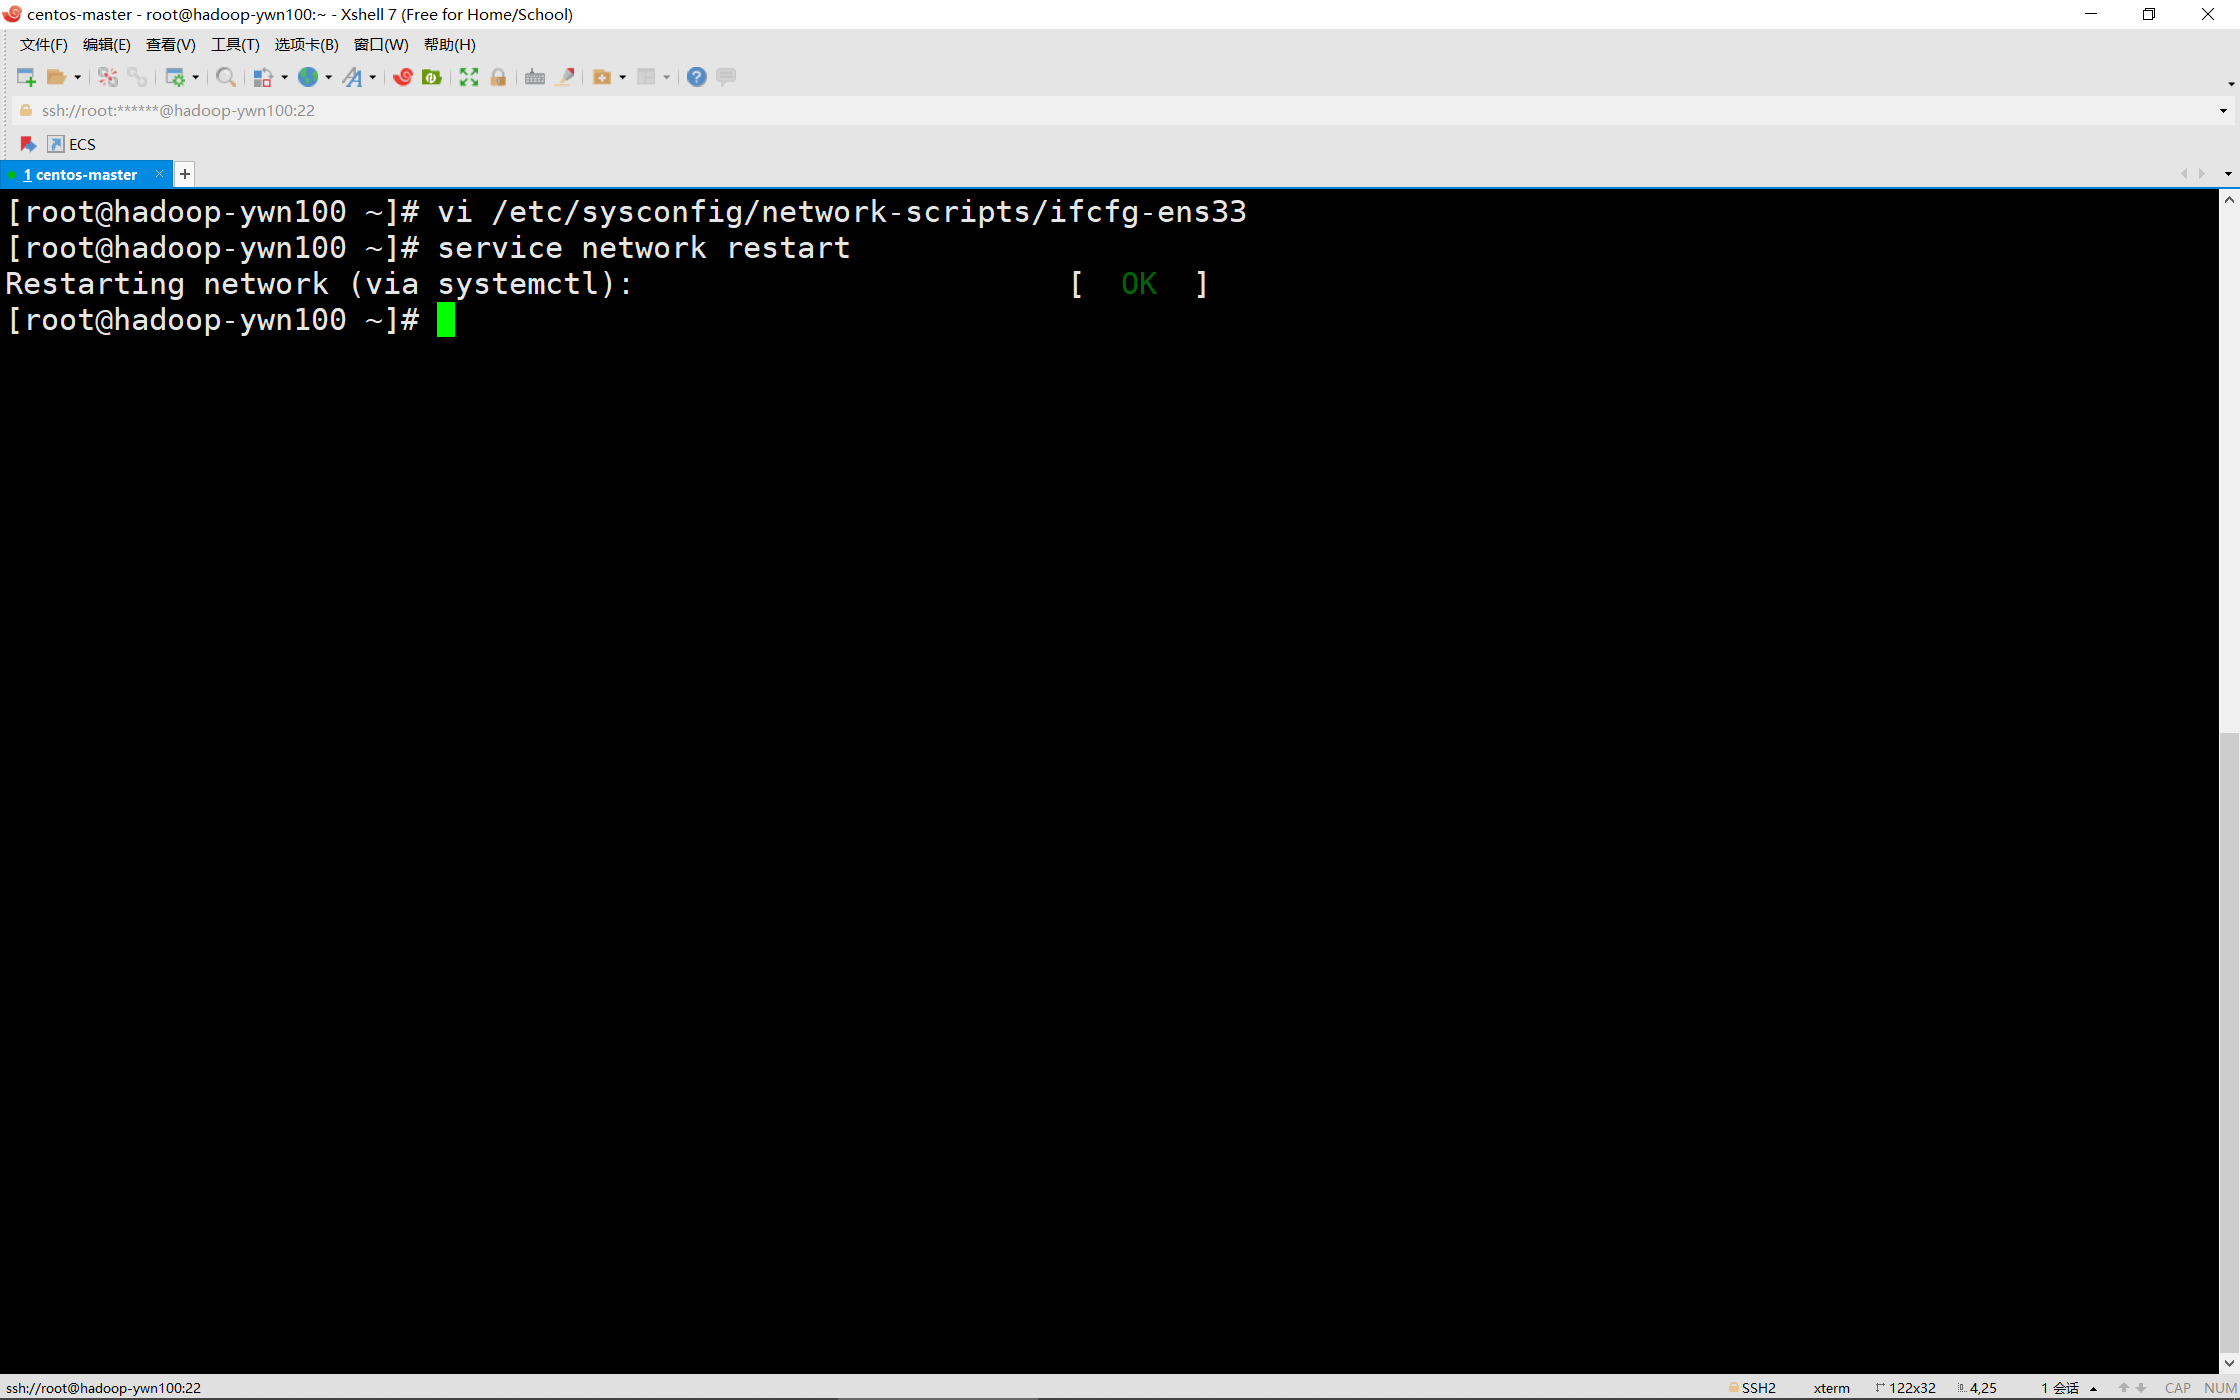 centos-master - root@hadoop-ywn100:~ - Xshell 7 (Free for Home/School)
文件(F) 编辑(E) 查看(V) 工具(T) 选项卡(B) 窗口(W) 帮助(H)
ssh://root:******@hadoop-ywn100:22
ECS
1 centos-master
[root@hadoop-ywn100 ~]# vi /etc/sysconfig/network-scripts/ifcfg-ens33
[root@hadoop-ywn100 ~]# service network restart
Restarting network (via systemctl): [ OK ]
[root@hadoop-ywn100 ~]#
ssh://root@hadoop-ywn100:22 SSH2 xterm 122x32 4,25 1 会话 CAP NUM